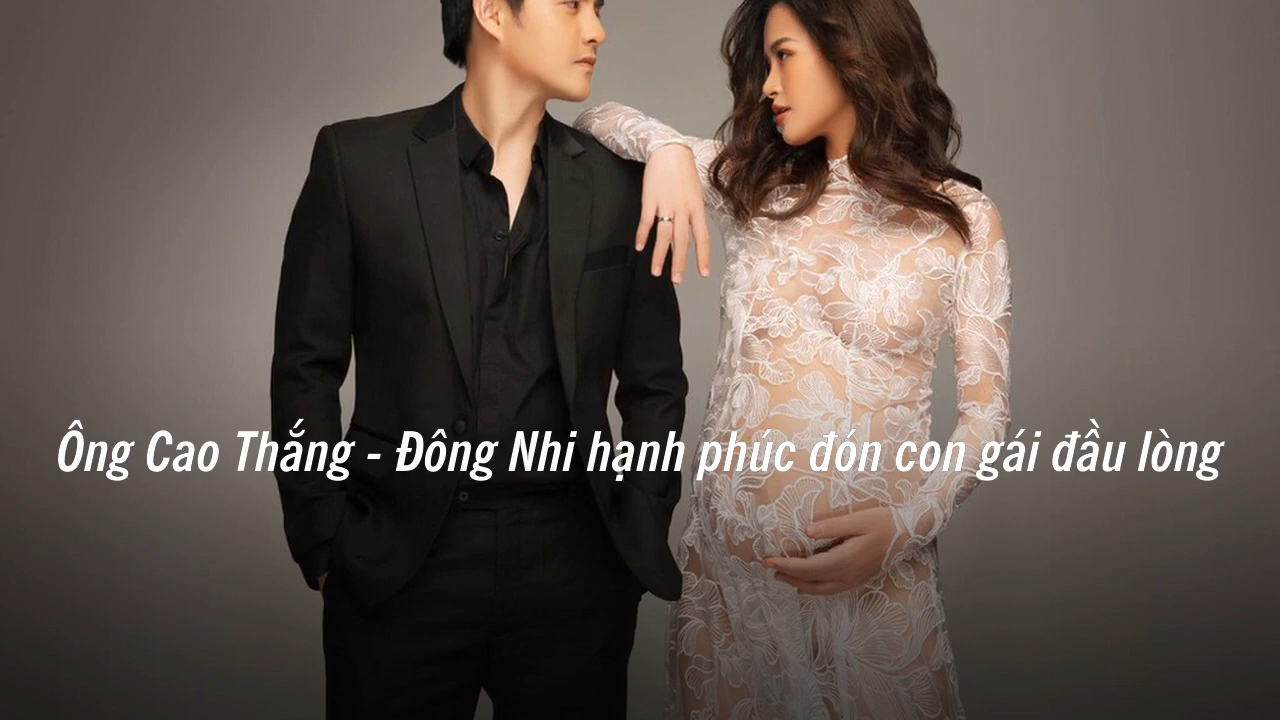 Ông Cao Thắng - Đông Nhi hạnh phúc đón con gái đầu lòng